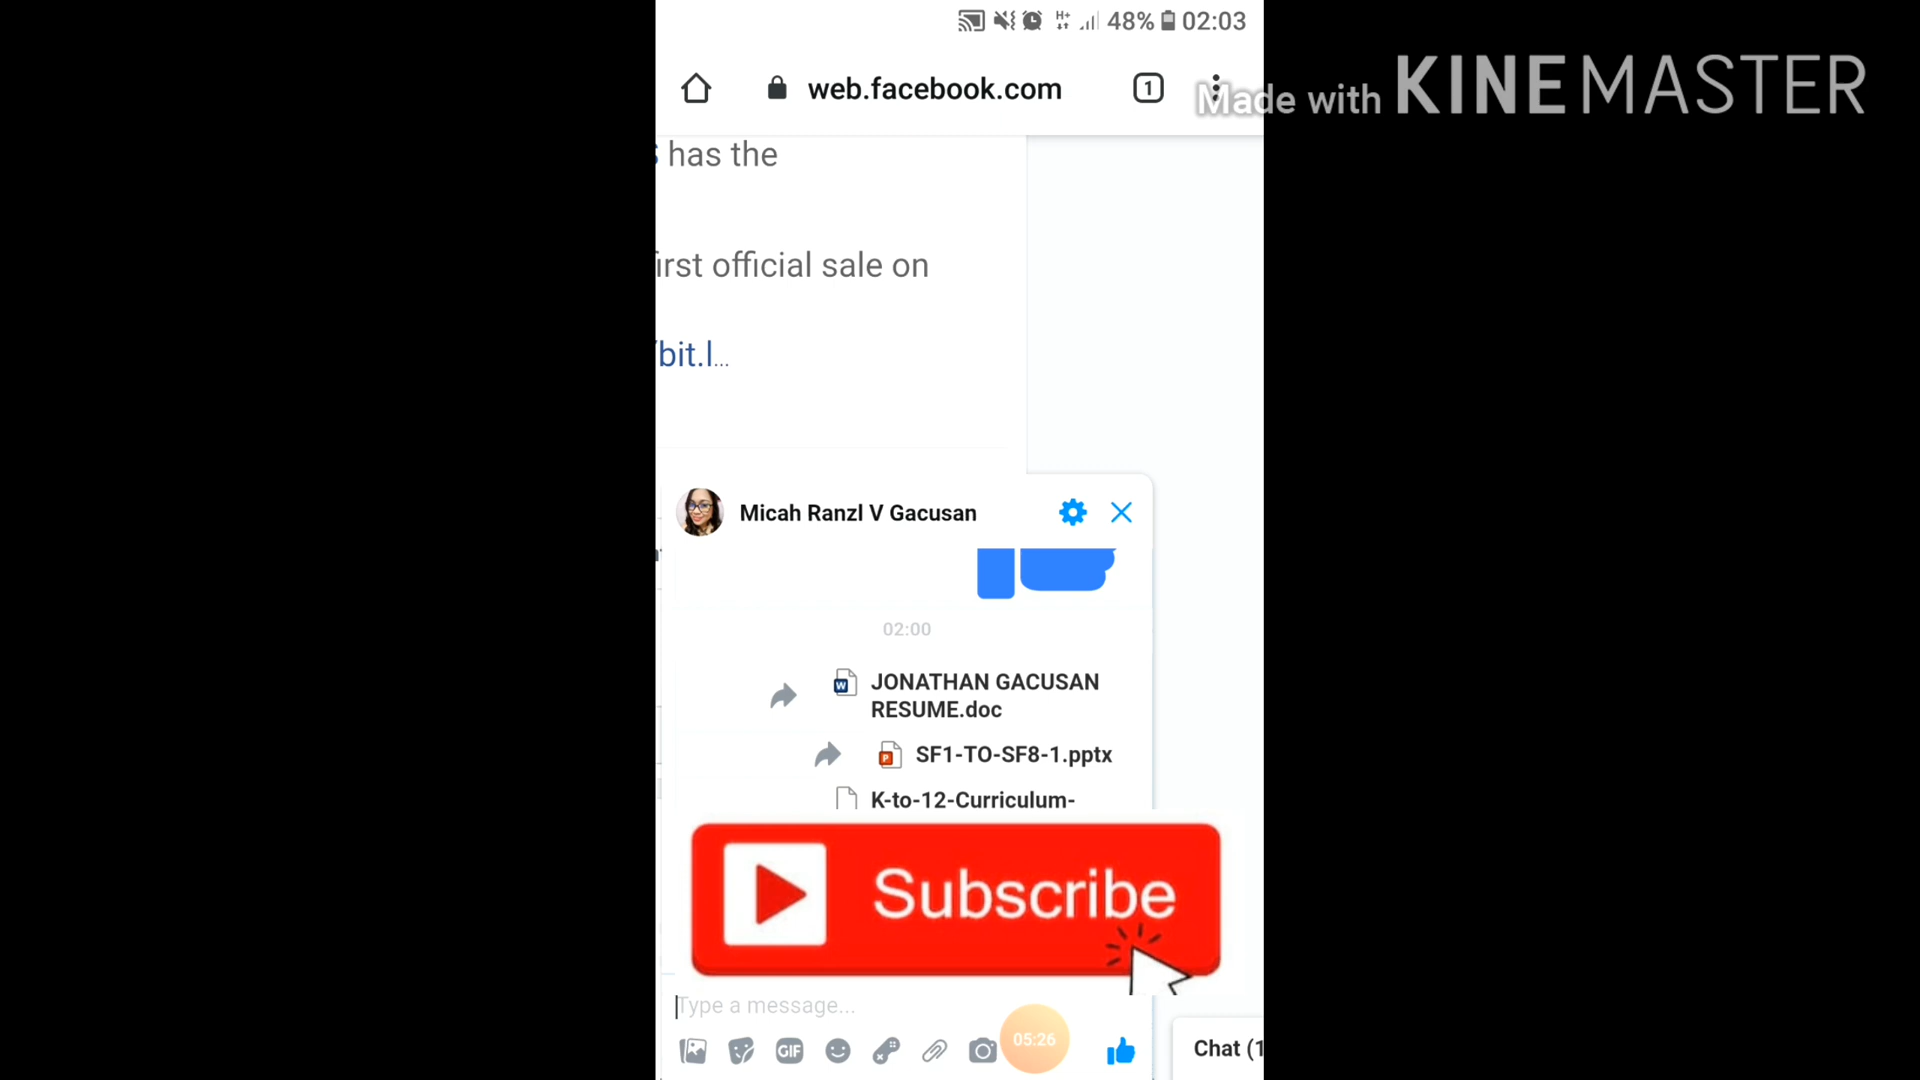 48% 02:03
web.facebook.com 1
Made with KINEMASTER
has the
irst official sale on
bit.l...
Micah Ranzl V Gacusan
02:00
JONATHAN GACUSAN
RESUME.doc
SF1-TO-SF8-1.pptx
K-to-12-Curriculum-
Subscribe
Type a message...
GIF
05:26
Chat (1